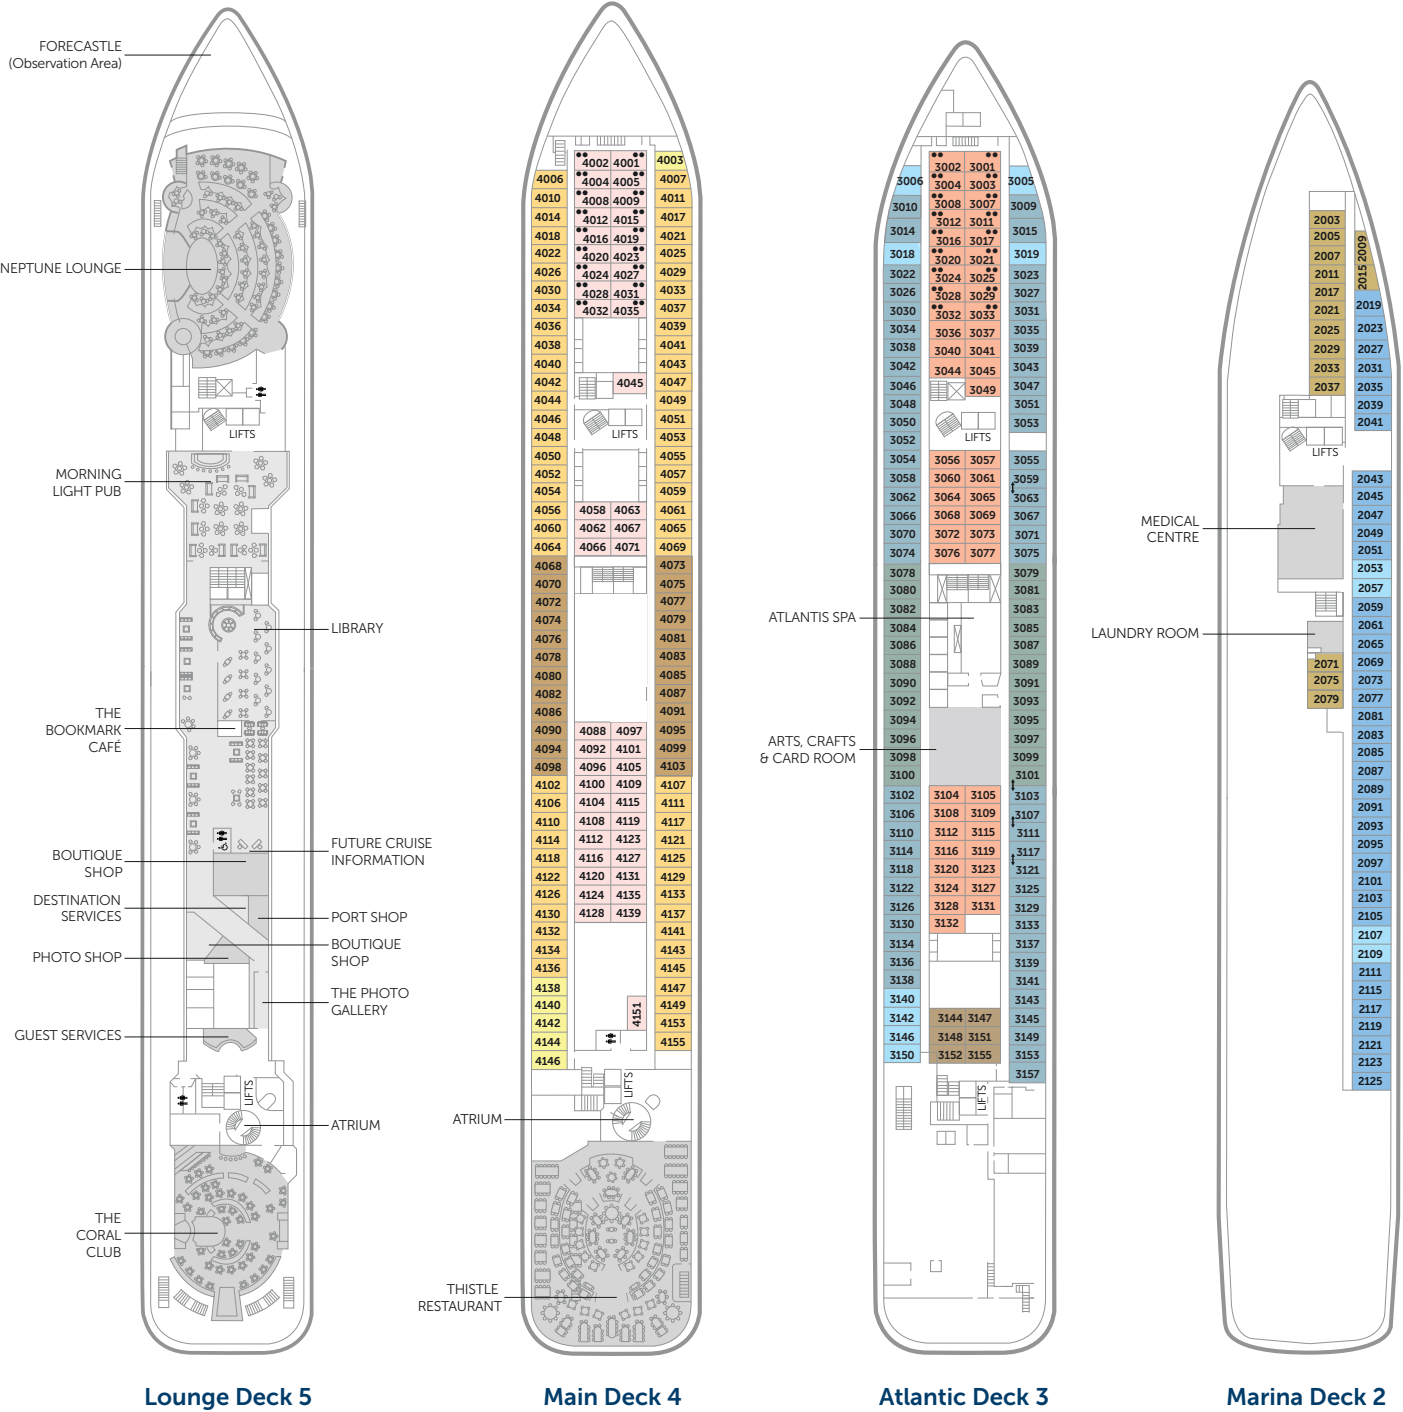 FORECASTLE
(Observation Area)
NEPTUNE LOUNGE
LIFTS
MORNING
LIGHT PUB
LIBRARY
THE
BOOKMARK
CAFÉ
FUTURE CRUISE
INFORMATION
BOUTIQUE
SHOP
DESTINATION
SERVICES
PORT SHOP
BOUTIQUE
SHOP
PHOTO SHOP
THE PHOTO
GALLERY
GUEST SERVICES
LIFTS
ATRIUM
THE
CORAL
CLUB
Lounge Deck 5
4002 4001 4003
4006 4004 4005 4007
4010 4008 4009 4011
4014 4012 4015 4017
4018 4016 4019 4021
4022 4020 4023 4025
4026 4024 4027 4029
4030 4028 4031 4033
4034 4032 4035 4037
4036 4039
4038 4041
4040 4043
4042 4045 4047
4044 4049
4046 4051
LIFTS
4048 4053
4050 4055
4052 4057
4054 4059
4056 4058 4063 4061
4060 4062 4067 4065
4064 4066 4071 4069
4068 4073
4070 4075
4072 4077
4074 4079
4076 4081
4078 4083
4080 4085
4082 4087
4086 4091
4090 4088 4097 4095
4094 4092 4101 4099
4098 4096 4105 4103
4102 4100 4109 4107
4106 4104 4115 4111
4110 4108 4119 4117
4114 4112 4123 4121
4118 4116 4127 4125
4122 4120 4131 4129
4126 4124 4135 4133
4130 4128 4139 4137
4132 4141
4134 4143
4136 4145
4138 4147
4140 4151 4149
4142 4153
4144 4155
4146
LIFTS
ATRIUM
THISTLE
RESTAURANT
Main Deck 4
3002 3001
3006 3004 3003 3005
3010 3008 3007 3009
3014 3012 3011 3015
3016 3017
3018 3020 3021 3019
3022 3024 3025 3023
3026 3028 3029 3027
3030 3032 3033 3031
3034 3036 3037 3035
3038 3040 3041 3039
3042 3044 3045 3043
3046 3049 3047
3048 3051
3050 3053
LIFTS
3052
3054 3056 3057 3055
3058 3060 3061 3059
3062 3064 3065 3063
3066 3068 3069 3067
3070 3072 3073 3071
3074 3076 3077 3075
3078 3079
3080 3081
3082 3083
ATLANTIS SPA
3084 3085
3086 3087
3088 3089
3090 3091
3092 3093
3094 3095
3096 3097
ARTS, CRAFTS
& CARD ROOM
3098 3099
3100 3101
3102 3104 3105 3103
3106 3108 3109 3107
3110 3112 3115 3111
3114 3116 3119 3117
3118 3120 3123 3121
3122 3124 3127 3125
3126 3128 3131 3129
3130 3132 3133
3134 3137
3136 3139
3138 3141
3140 3143
3142 3144 3147 3145
3146 3148 3151 3149
3150 3152 3155 3153
3157
LIFTS
Atlantic Deck 3
2003
2005 2009
2007
2011 2015
2017
2019
2021
2025 2023
2029 2027
2033 2031
2037 2035
2039
2041
LIFTS
2043
2045
2047
MEDICAL
CENTRE
2049
2051
2053
2057
2059
2061
LAUNDRY ROOM
2065
2071 2069
2075 2073
2079 2077
2081
2083
2085
2087
2089
2091
2093
2095
2097
2101
2103
2105
2107
2109
2111
2115
2117
2119
2121
2123
2125
Marina Deck 2